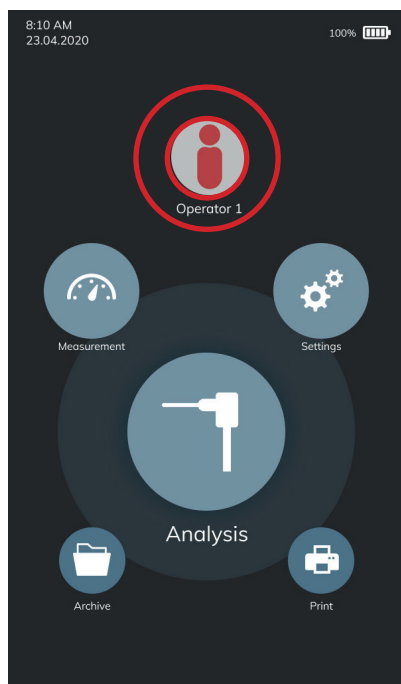 8:10 AM
23.04.2020
100%
Operator 1
Measurement
Settings
Analysis
Archive
Print